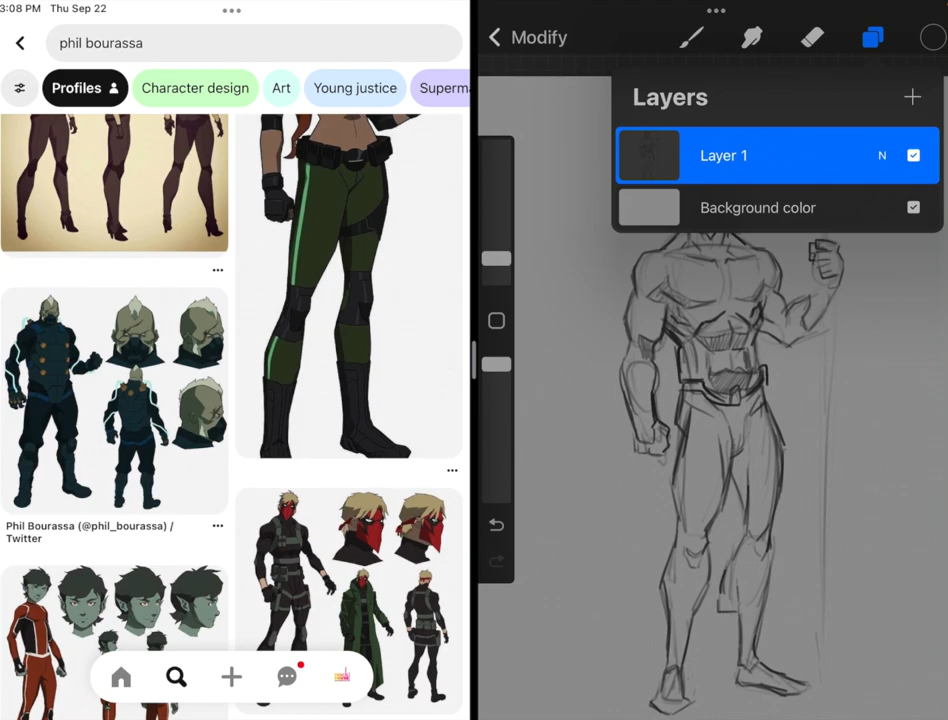 3:08 PM Thu Sep 22
phil bourassa
Profiles
Character design
Art
Young justice
Superma
Phil Bourassa (@phil_bourassa) /
Twitter
Modify
Layers
Layer 1
N
Background color